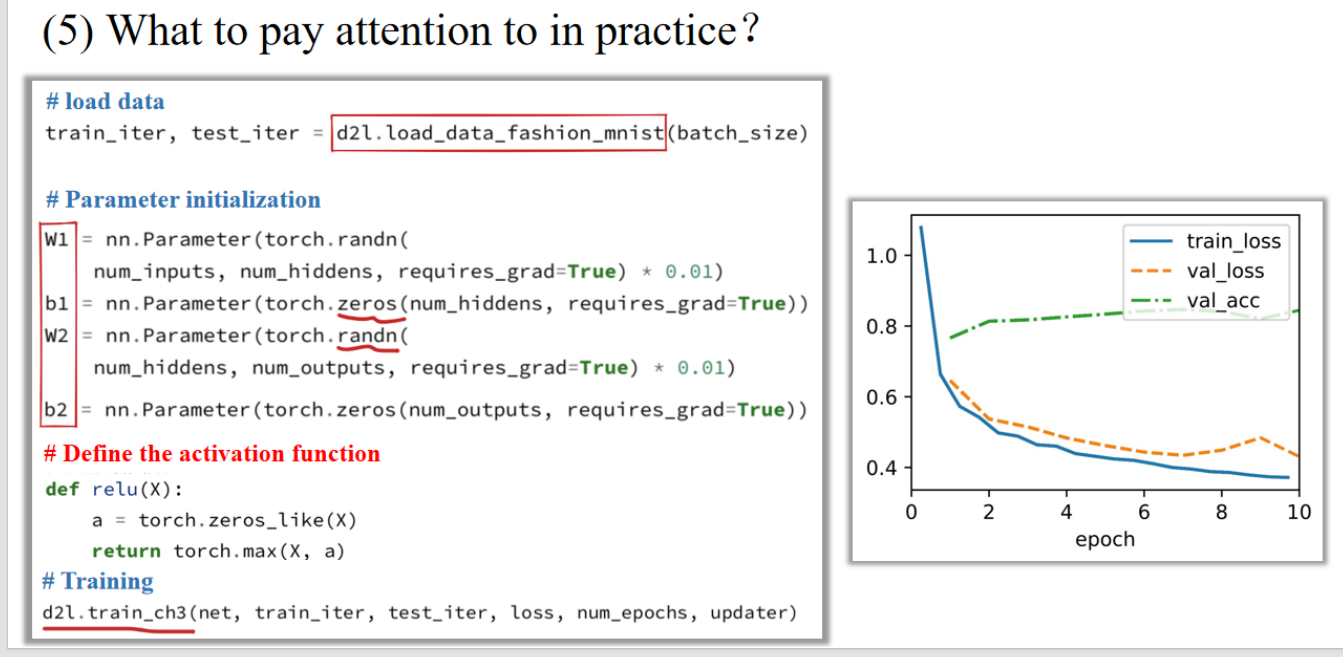 (5) What to pay attention to in practice?
# load data
train_iter, test_iter = d2l.load_data_fashion_mnist(batch_size)
# Parameter initialization
W1 = nn.Parameter(torch.randn(
num_inputs, num_hiddens, requires_grad=True) * 0.01)
b1 = nn.Parameter(torch.zeros(num_hiddens, requires_grad=True))
W2 = nn.Parameter(torch.randn(
num_hiddens, num_outputs, requires_grad=True) * 0.01)
b2 = nn.Parameter(torch.zeros(num_outputs, requires_grad=True))
# Define the activation function
def relu(X):
a = torch.zeros_like(X)
return torch.max(X, a)
# Training
d2l.train_ch3(net, train_iter, test_iter, loss, num_epochs, updater)
train_loss
val_loss
val_acc
1.0
0.8
0.6
0.4
0 2 4 6 8 10
epoch